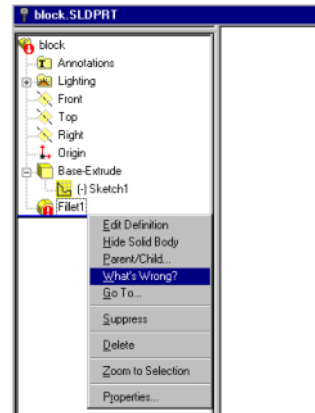 block.SLDPRT
block
Annotations
Lighting
Front
Top
Right
Origin
Base-Extrude
(-) Sketch1
Fillet1
Edit Definition
Hide Solid Body
Parent/Child...
What's Wrong?
Go To...
Suppress
Delete
Zoom to Selection
Properties...